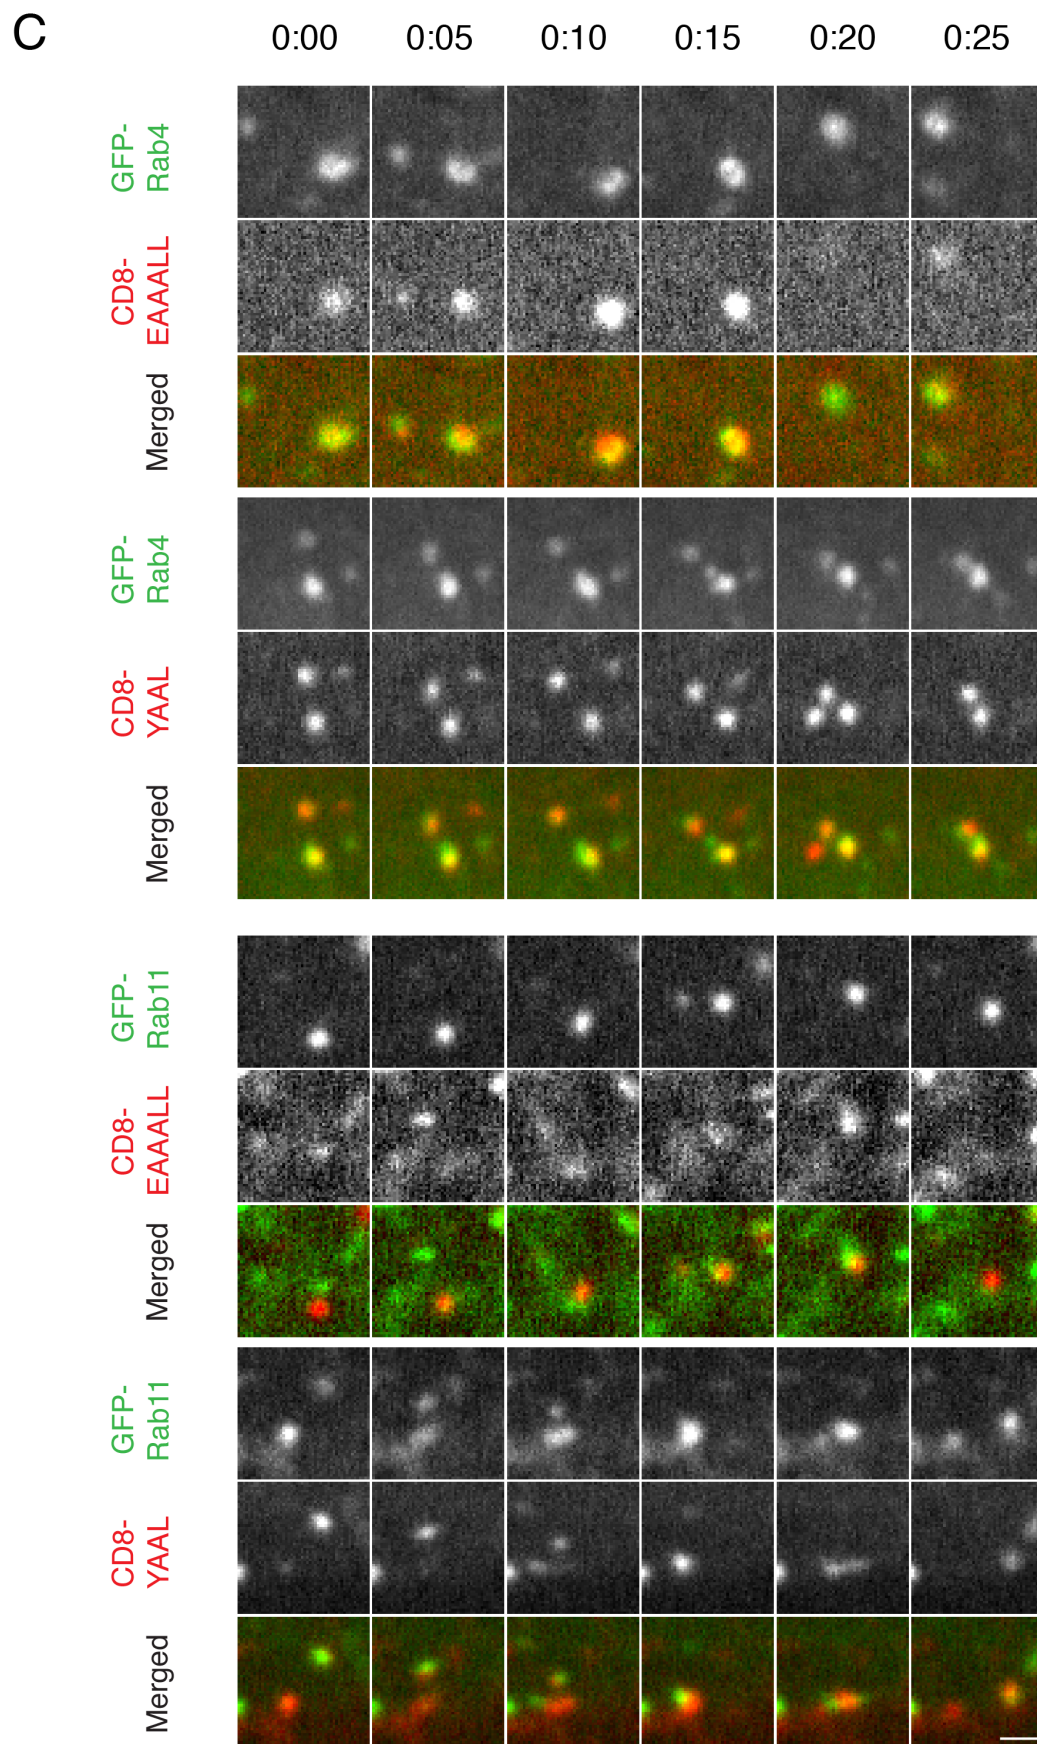 C
0:00 0:05 0:10 0:15 0:20 0:25
GFP-
Rab4
CD8-
EAAALL
Merged
GFP-
Rab4
CD8-
YAAL
Merged
GFP-
Rab11
CD8-
EAAALL
Merged
GFP-
Rab11
CD8-
YAAL
Merged